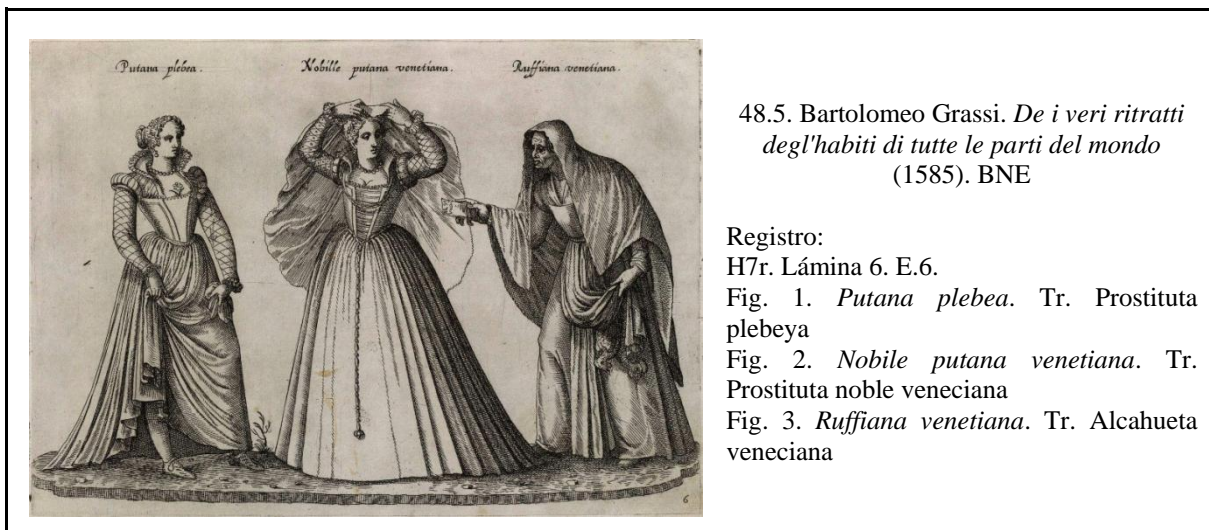 Putana plebea.
Nobille putana venetiana.
Ruffiana venetiana.
6
48.5. Bartolomeo Grassi. De i veri ritratti
degl'habiti di tutte le parti del mondo
(1585). BNE
Registro:
H7r. Lámina 6. E.6.
Fig. 1. Putana plebea. Tr. Prostituta
plebeya
Fig. 2. Nobile putana venetiana. Tr.
Prostituta noble veneciana
Fig. 3. Ruffiana venetiana. Tr. Alcahueta
veneciana